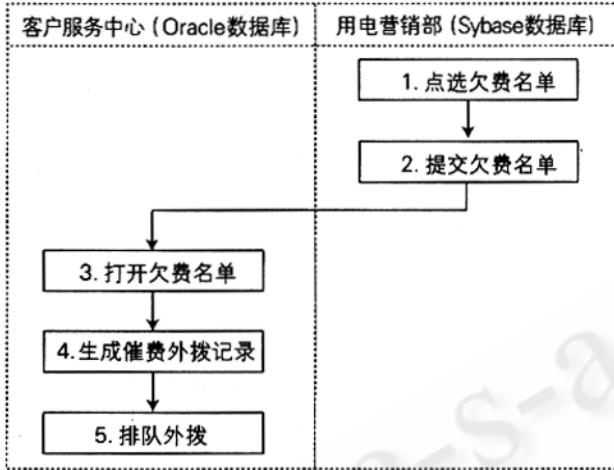 客户服务中心（Oracle数据库） 用电营销部（Sybase数据库）
1. 点选欠费名单
2. 提交欠费名单
3. 打开欠费名单
4. 生成催费外拨记录
5. 排队外拨